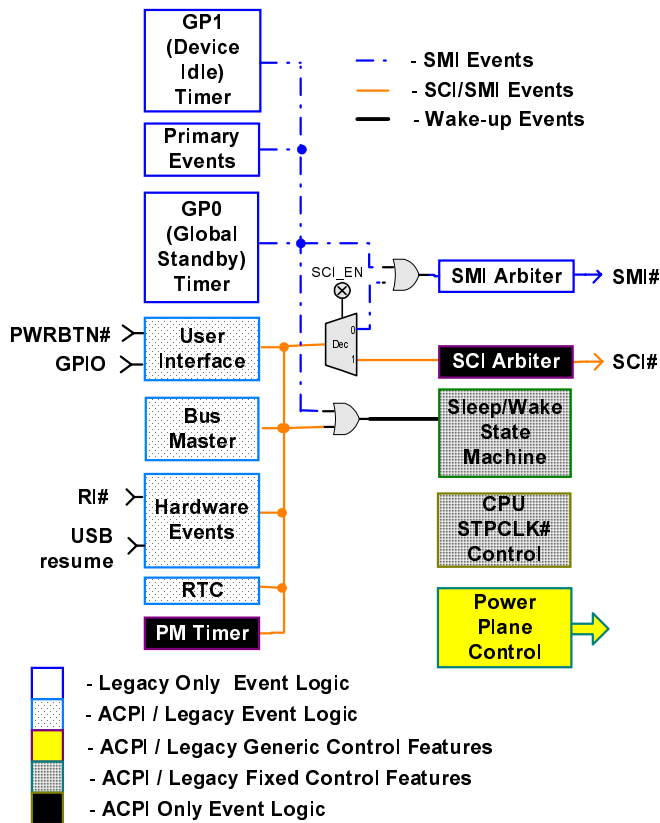 GP1
(Device
Idle)
Timer
- SMI Events
- SCI/SMI Events
- Wake-up Events
Primary
Events
GP0
(Global
Standby)
Timer
SCI_EN
SMI Arbiter
SMI#
PWRBTN#
GPIO
User
Interface
0
Dec
1
SCI Arbiter
SCI#
Bus
Master
Sleep/Wake
State
Machine
RI#
USB
resume
Hardware
Events
CPU
STPCLK#
Control
RTC
PM Timer
Power
Plane
Control
- Legacy Only Event Logic
- ACPI / Legacy Event Logic
- ACPI / Legacy Generic Control Features
- ACPI / Legacy Fixed Control Features
- ACPI Only Event Logic